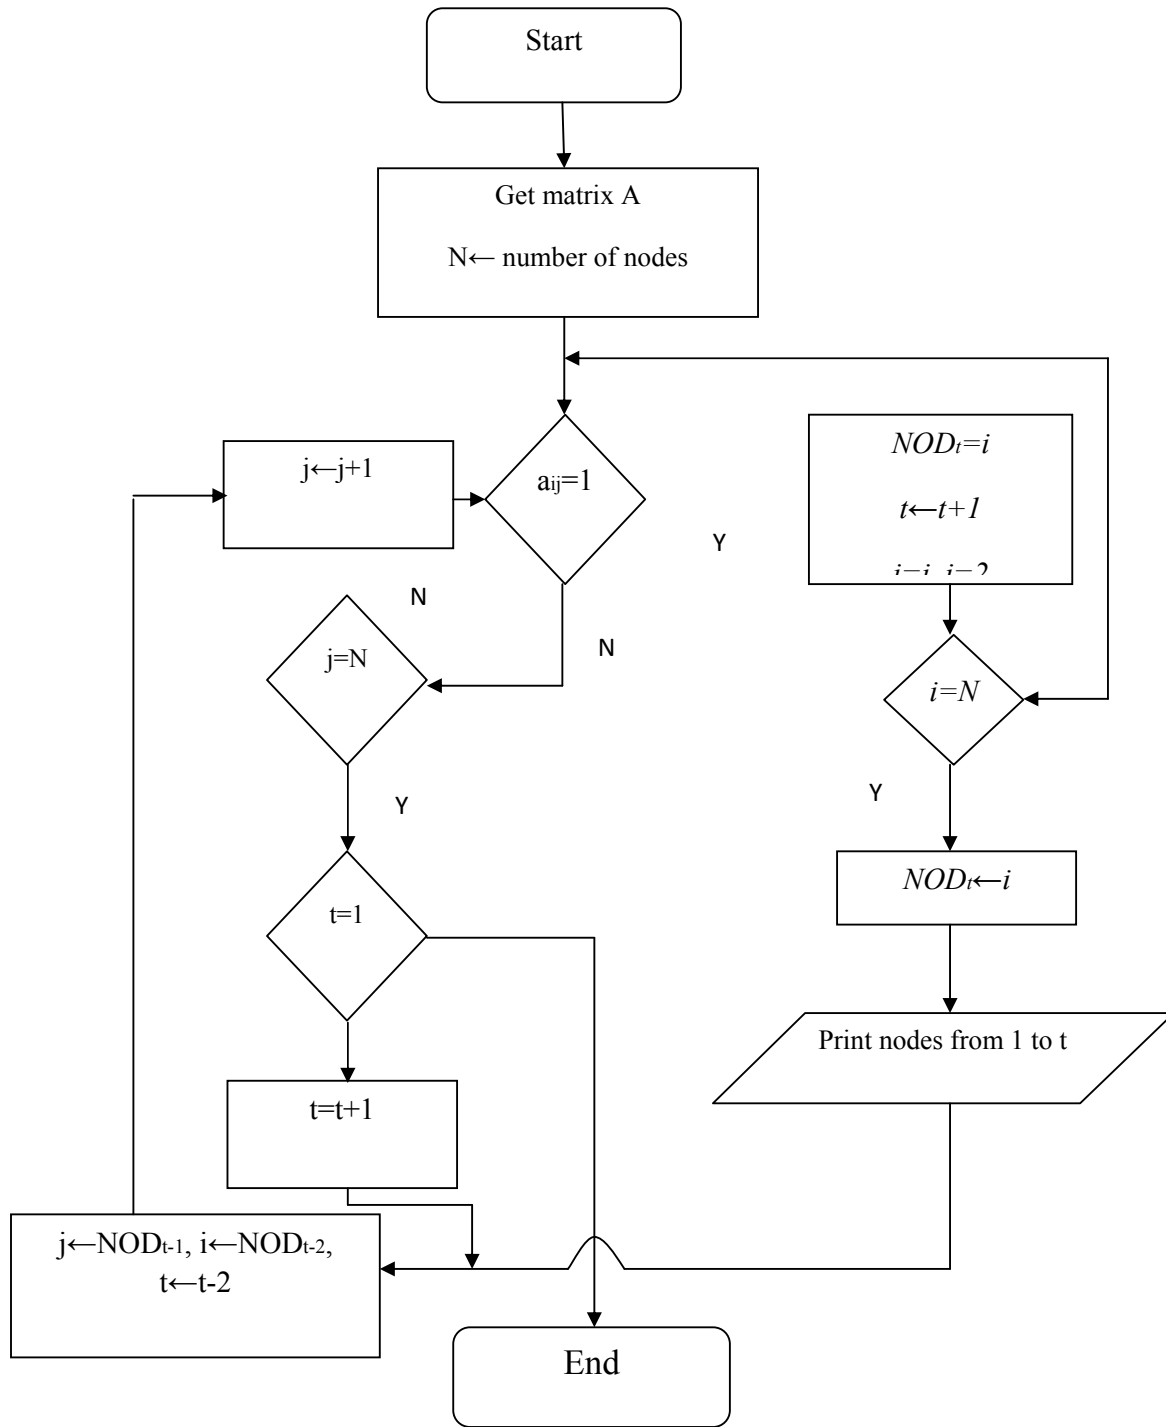 Start
Get matrix A
N← number of nodes
j←j+1
aij=1
NODt=i
t←t+1
Y
N
N
j=N
i=N
Y
Y
t=1
NODt←i
Print nodes from 1 to t
t=t+1
j←NODt-1, i←NODt-2,
t←t-2
End